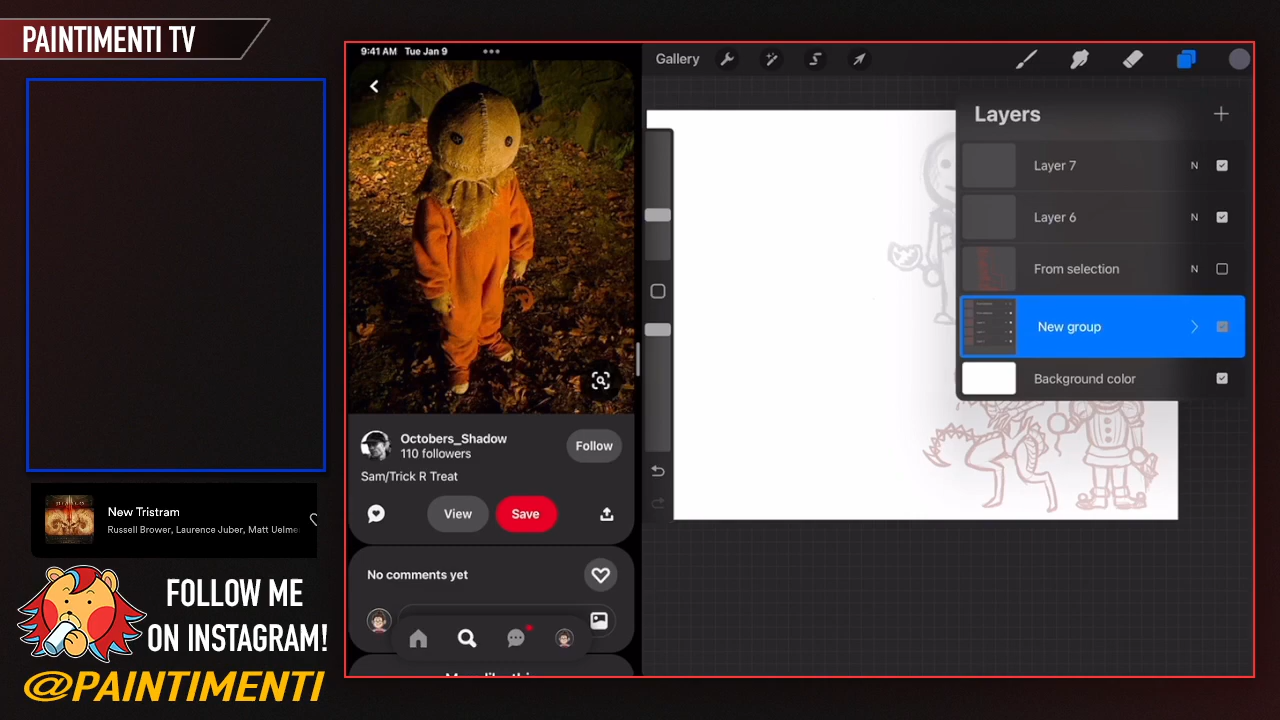 PAINTIMENTI TV
9:41 AM Tue Jan 9
Octobers_Shadow
110 followers
Follow
Sam/Trick R Treat
View
Save
No comments yet
Gallery
Layers
Layer 7
N
Layer 6
N
From selection
N
New group
Background color
New Tristram
Russell Brower, Laurence Juber, Matt Uelme
FOLLOW ME
ON INSTAGRAM!
@PAINTIMENTI